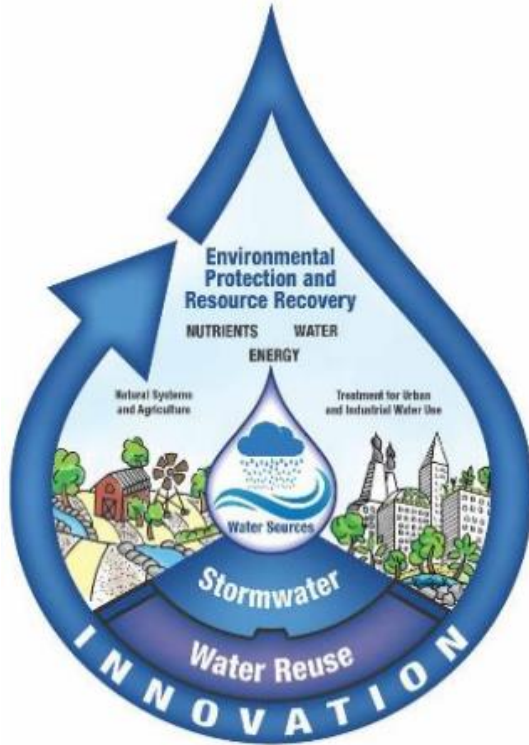 Environmental
Protection and
Resource Recovery
NUTRIENTS WATER
ENERGY
Natural Systems
and Agriculture
Treatment for Urban
and Industrial Water Use
Water Sources
Stormwater
Water Reuse
INNOVATION